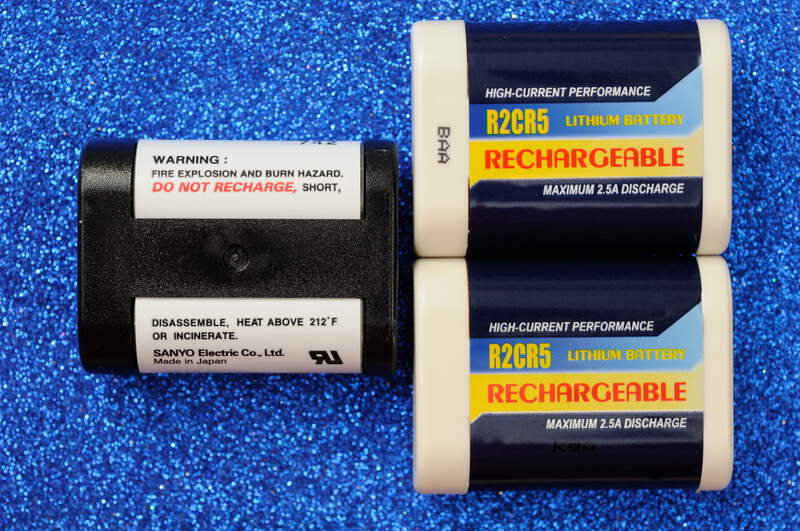 WARNING :
FIRE EXPLOSION AND BURN HAZARD.
DO NOT RECHARGE, SHORT,
DISASSEMBLE, HEAT ABOVE 212°F
OR INCINERATE.
SANYO Electric Co., Ltd.
Made in Japan
BAA
HIGH-CURRENT PERFORMANCE
R2CR5 LITHIUM BATTERY
RECHARGEABLE
MAXIMUM 2.5A DISCHARGE
HIGH-CURRENT PERFORMANCE
R2CR5 LITHIUM BATTERY
RECHARGEABLE
MAXIMUM 2.5A DISCHARGE